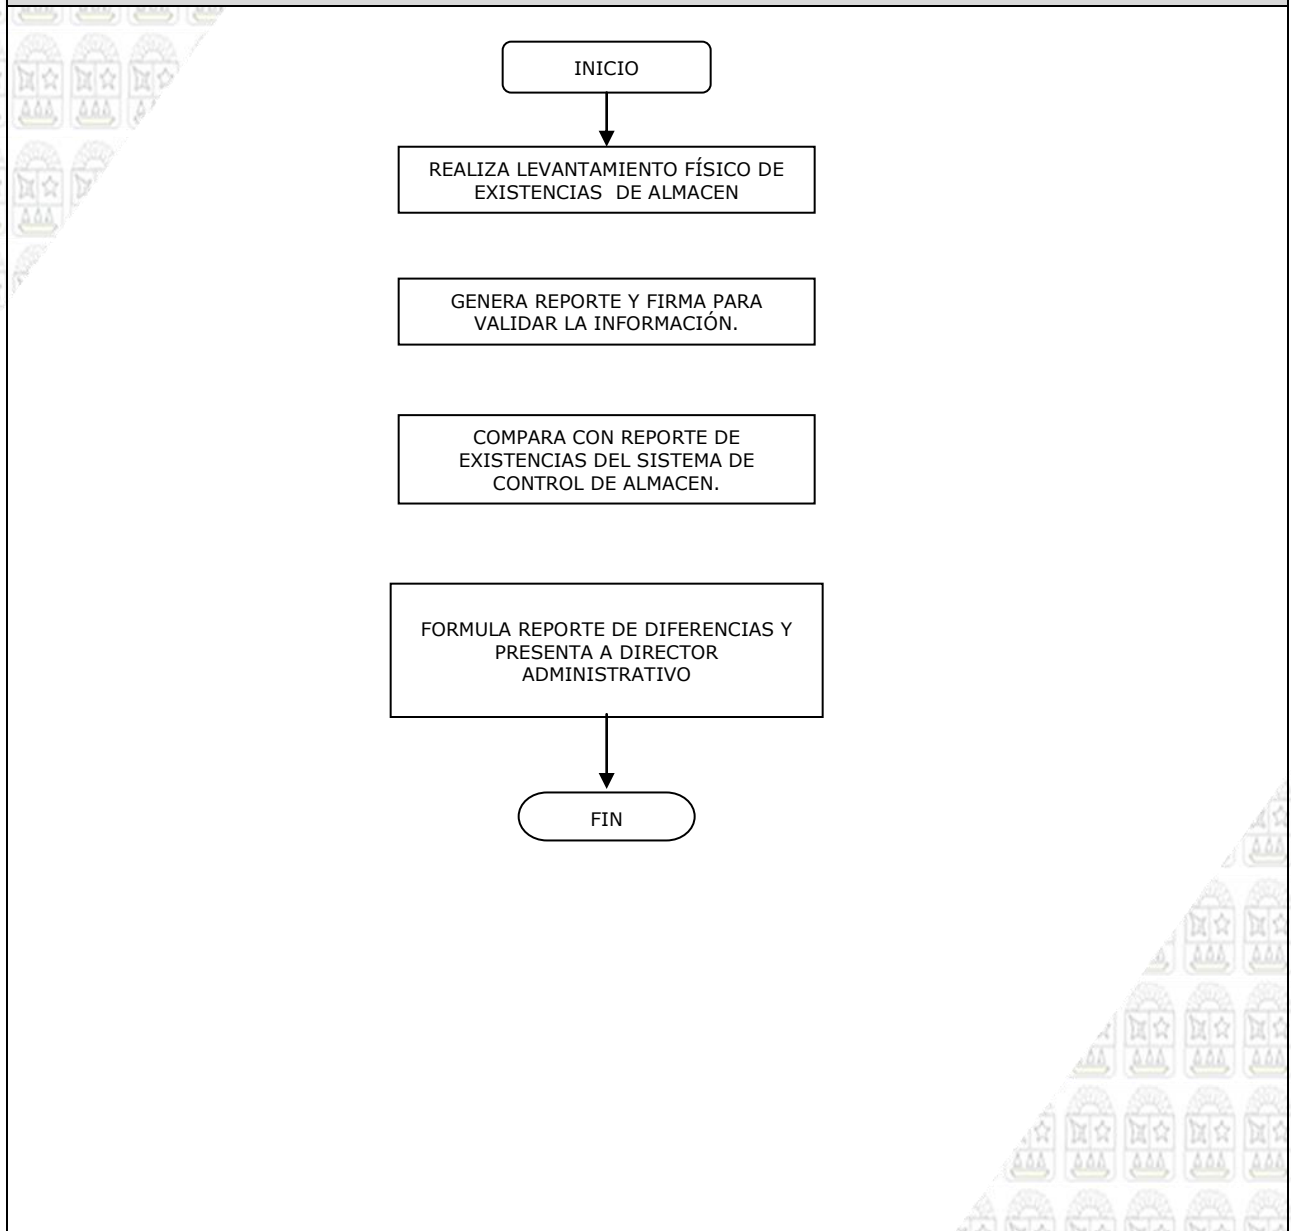 INICIO
REALIZA LEVANTAMIENTO FÍSICO DE
EXISTENCIAS  DE ALMACEN
GENERA REPORTE Y FIRMA PARA
VALIDAR LA INFORMACIÓN.
COMPARA CON REPORTE DE
EXISTENCIAS DEL SISTEMA DE
CONTROL DE ALMACEN.
FORMULA REPORTE DE DIFERENCIAS Y
PRESENTA A DIRECTOR
ADMINISTRATIVO
FIN